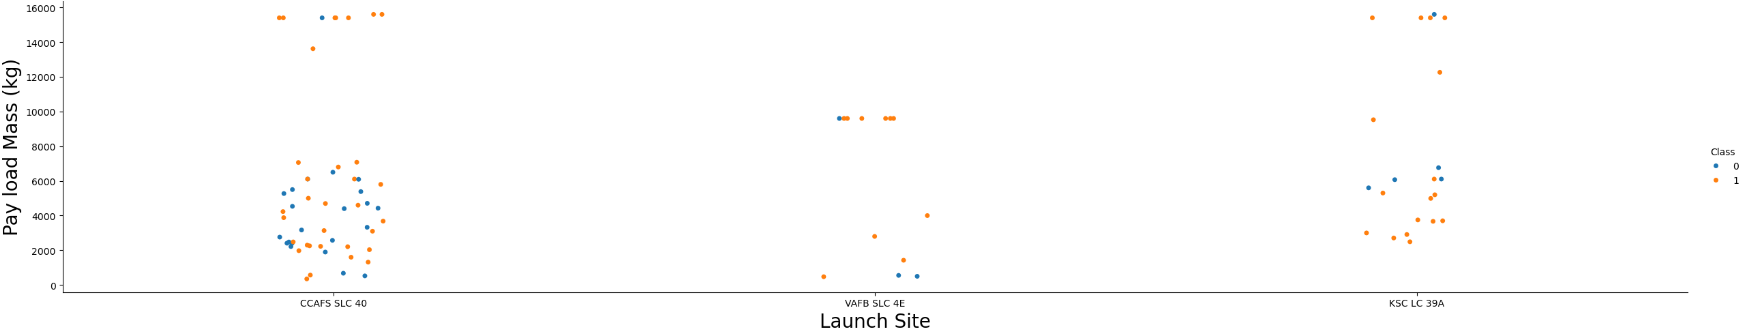 16000
14000
12000
10000
8000
6000
4000
2000
0
Pay load Mass (kg)
CCAFS SLC 40
VAFB SLC 4E
KSC LC 39A
Launch Site
Class
0
1